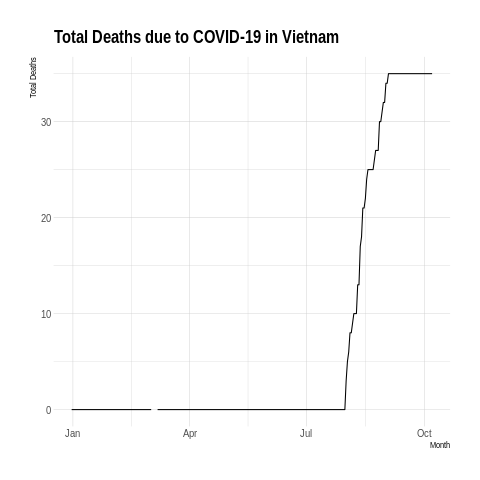 Total Deaths due to COVID-19 in Vietnam
Total Deaths
30
20
10
0
Jan Apr Jul Oct
Month